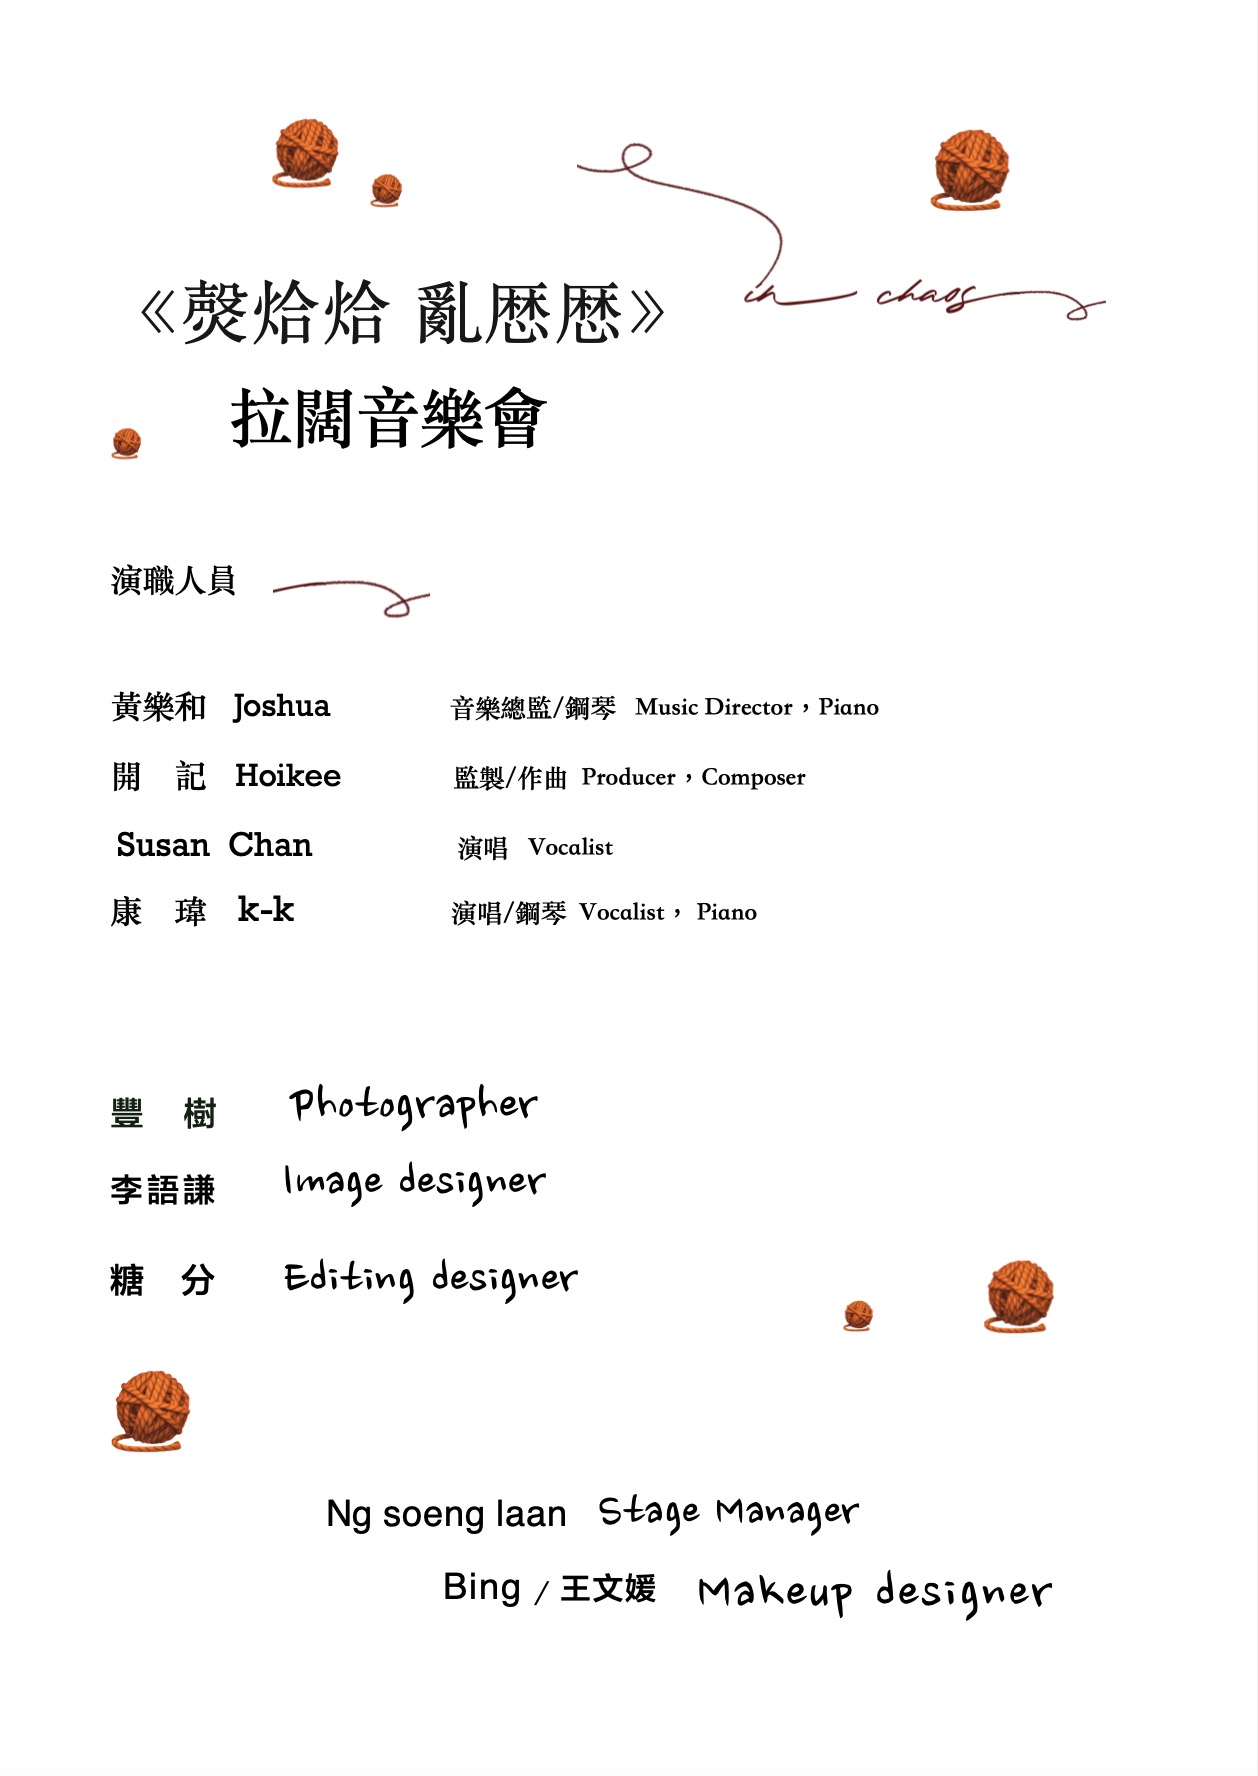 《㷫烚烚 亂》
in chaos
拉闊音樂會
演職人員
黃樂和 Joshua 音樂總監/鋼琴 Music Director，Piano
開 記 Hoikee 監製/作曲 Producer，Composer
Susan Chan 演唱 Vocalist
康 瑋 k-k 演唱/鋼琴 Vocalist， Piano
豐 樹 Photographer
李語謙 Image designer
糖 分 Editing designer
Ng soeng laan Stage Manager
Bing / 王文媛 Makeup designer